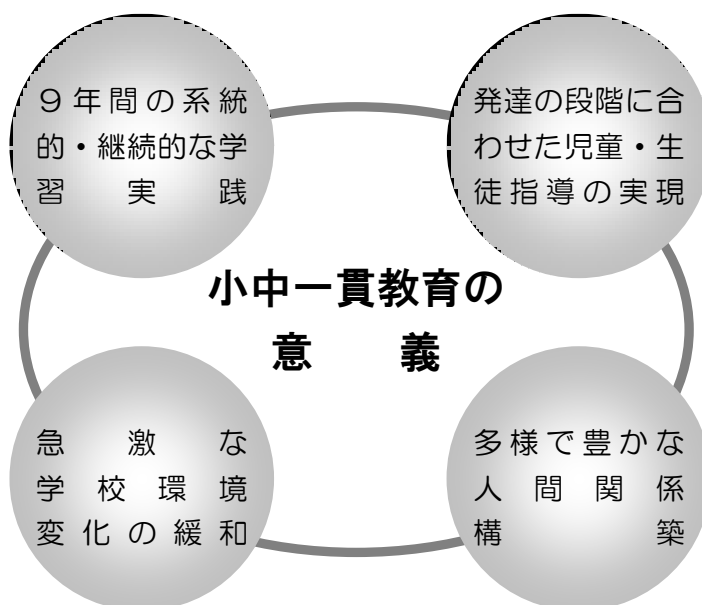 9年間の系統
的・継続的な学
習実践
発達の段階に合
わせた児童・生
徒指導の実現
小中一貫教育の
意義
急激な
学校環境
変化の緩和
多様で豊かな
人間関係
構築